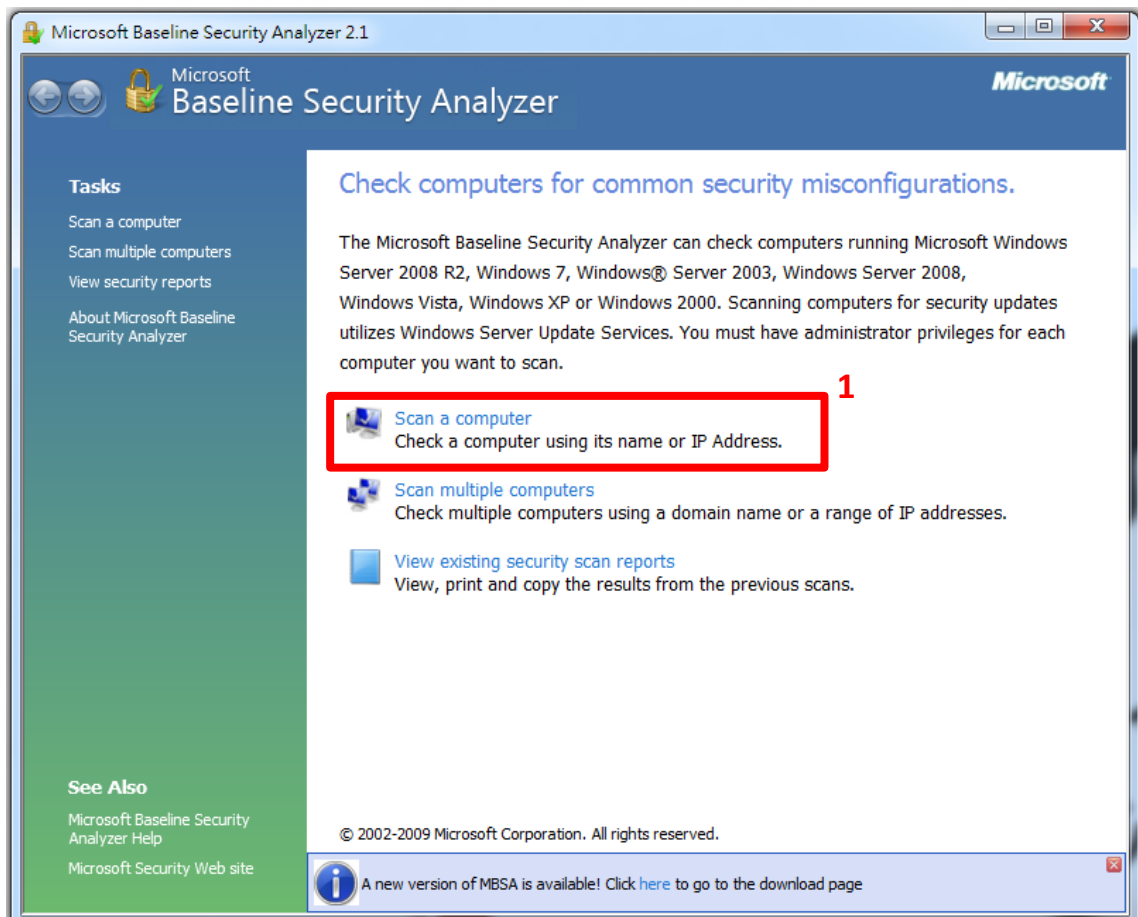 Microsoft Baseline Security Analyzer 2.1
Microsoft
Baseline Security Analyzer
Microsoft
Tasks
Scan a computer
Scan multiple computers
View security reports
About Microsoft Baseline
Security Analyzer
Check computers for common security misconfigurations.
The Microsoft Baseline Security Analyzer can check computers running Microsoft Windows
Server 2008 R2, Windows 7, Windows® Server 2003, Windows Server 2008,
Windows Vista, Windows XP or Windows 2000. Scanning computers for security updates
utilizes Windows Server Update Services. You must have administrator privileges for each
computer you want to scan.
1
Scan a computer
Check a computer using its name or IP Address.
Scan multiple computers
Check multiple computers using a domain name or a range of IP addresses.
View existing security scan reports
View, print and copy the results from the previous scans.
See Also
Microsoft Baseline Security
Analyzer Help
Microsoft Security Web site
© 2002-2009 Microsoft Corporation. All rights reserved.
A new version of MBSA is available! Click here to go to the download page